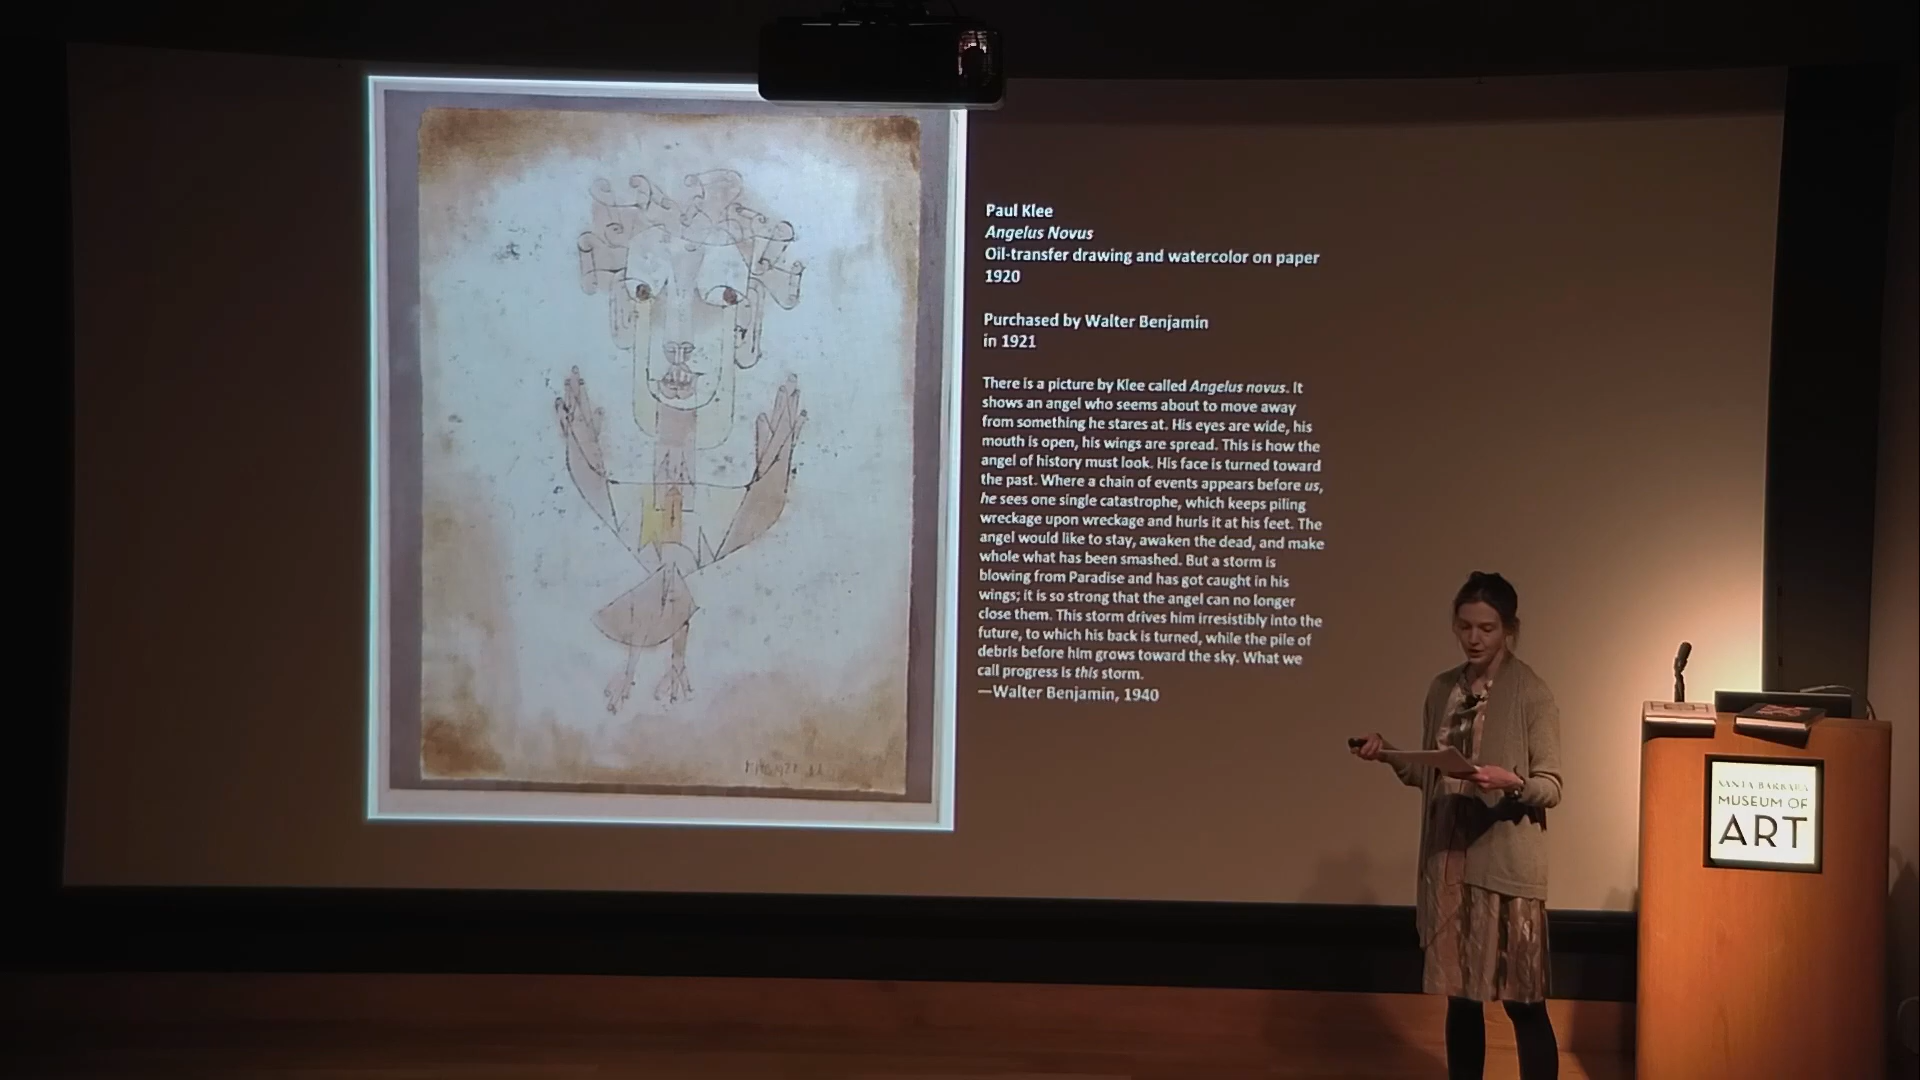 Paul Klee
Angelus Novus
Oil-transfer drawing and watercolor on paper
1920
Purchased by Walter Benjamin
in 1921
There is a picture by Klee called Angelus novus. It
shows an angel who seems about to move away
from something he stares at. His eyes are wide, his
mouth is open, his wings are spread. This is how the
angel of history must look. His face is turned toward
the past. Where a chain of events appears before us,
he sees one single catastrophe, which keeps piling
wreckage upon wreckage and hurls it at his feet. The
angel would like to stay, awaken the dead, and make
whole what has been smashed. But a storm is
blowing from Paradise and has got caught in his
wings; it is so strong that the angel can no longer
close them. This storm drives him irresistibly into the
future, to which his back is turned, while the pile of
debris before him grows toward the sky. What we
call progress is this storm.
—Walter Benjamin, 1940
SANTA BARBARA
MUSEUM OF
ART